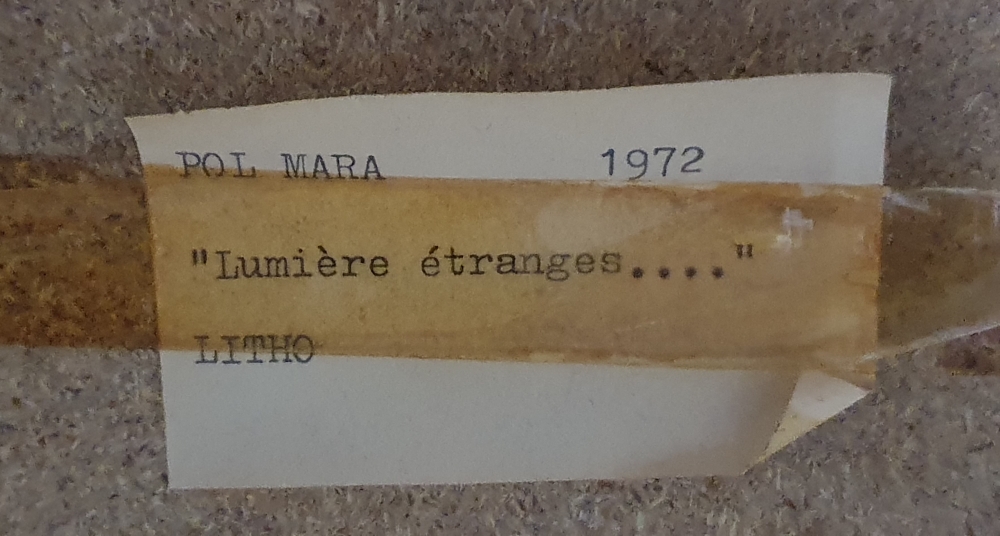 POL MARA 1972
"Lumière étranges...."
LITHO